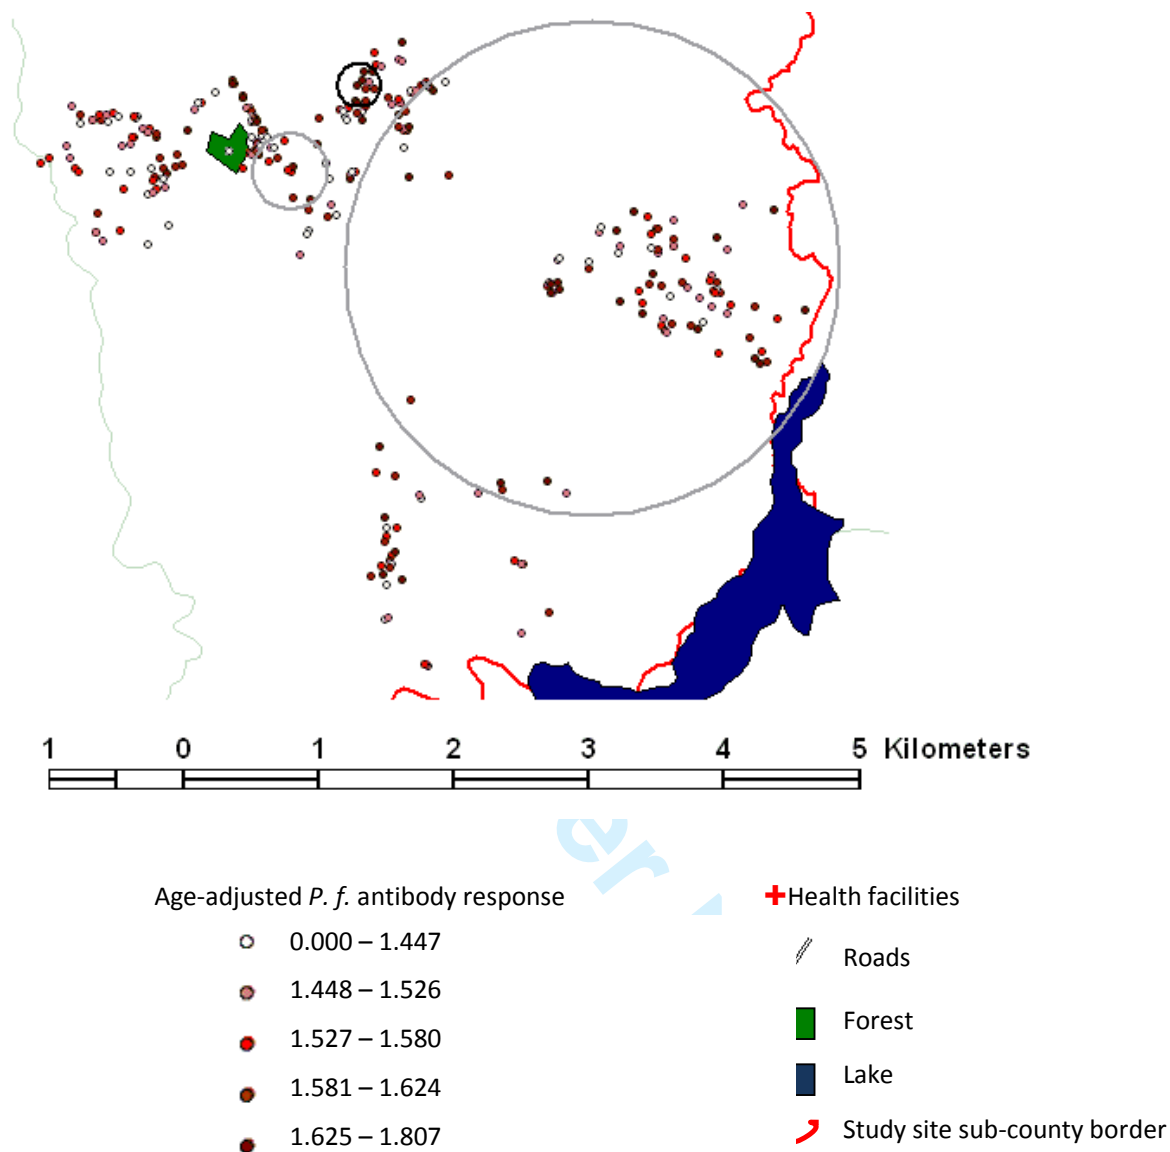 1 0 1 2 3 4 5 Kilometers
er
Age-adjusted P. f. antibody response
0.000 – 1.447
1.448 – 1.526
1.527 – 1.580
1.581 – 1.624
1.625 – 1.807
Health facilities
Roads
Forest
Lake
Study site sub-county border